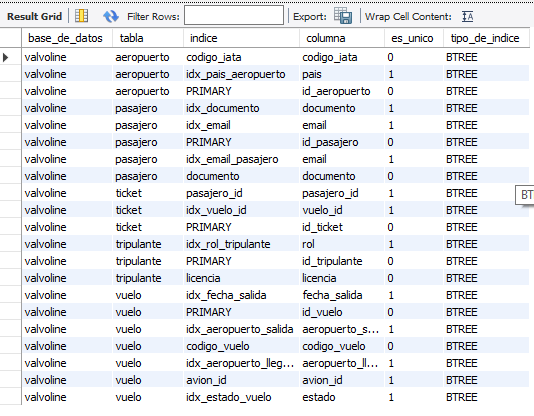 Result Grid Filter Rows: Export: Wrap Cell Content: IA
base_de_datos tabla indice columna es_unico tipo_de_indice
valvoline aeropuerto codigo_iata codigo_iata 0 BTREE
valvoline aeropuerto idx_pais_aeropuerto pais 1 BTREE
valvoline aeropuerto PRIMARY id_aeropuerto 0 BTREE
valvoline pasajero idx_documento documento 1 BTREE
valvoline pasajero idx_email email 1 BTREE
valvoline pasajero PRIMARY id_pasajero 0 BTREE
valvoline pasajero idx_email_pasajero email 1 BTREE
valvoline pasajero documento documento 0 BTREE
valvoline ticket pasajero_id pasajero_id 1 BTREE
BT
valvoline ticket idx_vuelo_id vuelo_id 1 BTREE
valvoline ticket PRIMARY id_ticket 0 BTREE
valvoline tripulante idx_rol_tripulante rol 1 BTREE
valvoline tripulante PRIMARY id_tripulante 0 BTREE
valvoline tripulante licencia licencia 0 BTREE
valvoline vuelo idx_fecha_salida fecha_salida 1 BTREE
valvoline vuelo PRIMARY id_vuelo 0 BTREE
valvoline vuelo idx_aeropuerto_salida aeropuerto_s... 1 BTREE
valvoline vuelo codigo_vuelo codigo_vuelo 0 BTREE
valvoline vuelo idx_aeropuerto_lleg... aeropuerto_ll... 1 BTREE
valvoline vuelo avion_id avion_id 1 BTREE
valvoline vuelo idx_estado_vuelo estado 1 BTREE